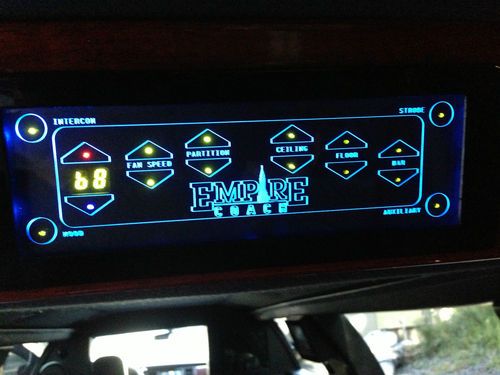 INTERCOM
STROBE
FAN SPEED
PARTITION
CEILING
FLOOR
BAR
68
EMPIRE
COACH
MOOD
AUXILIARY